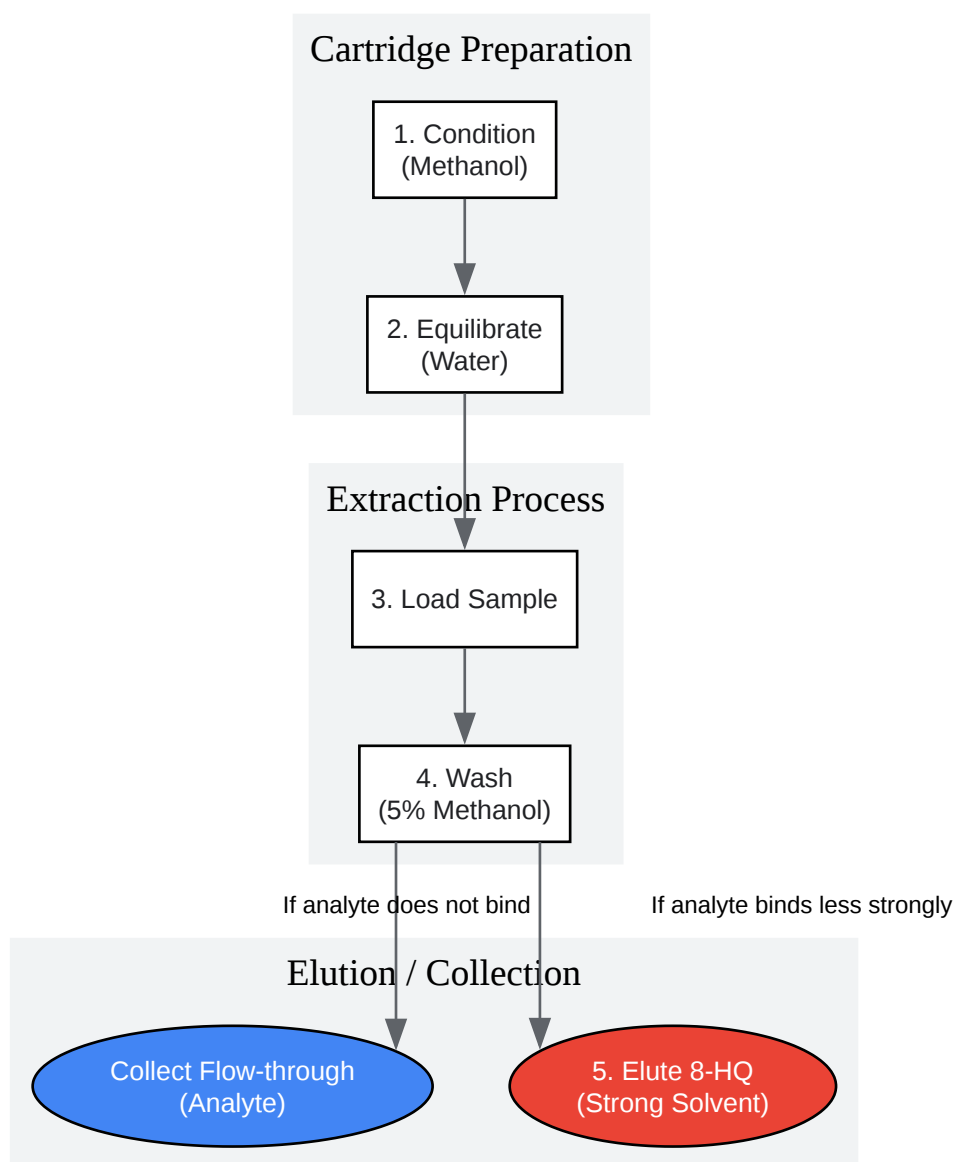 Cartridge Preparation
1. Condition
(Methanol)
2. Equilibrate
(Water)
Extraction Process
3. Load Sample
4. Wash
(5% Methanol)
If analyte does not bind
If analyte binds less strongly
Elution / Collection
Collect Flow-through
(Analyte)
5. Elute 8-HQ
(Strong Solvent)